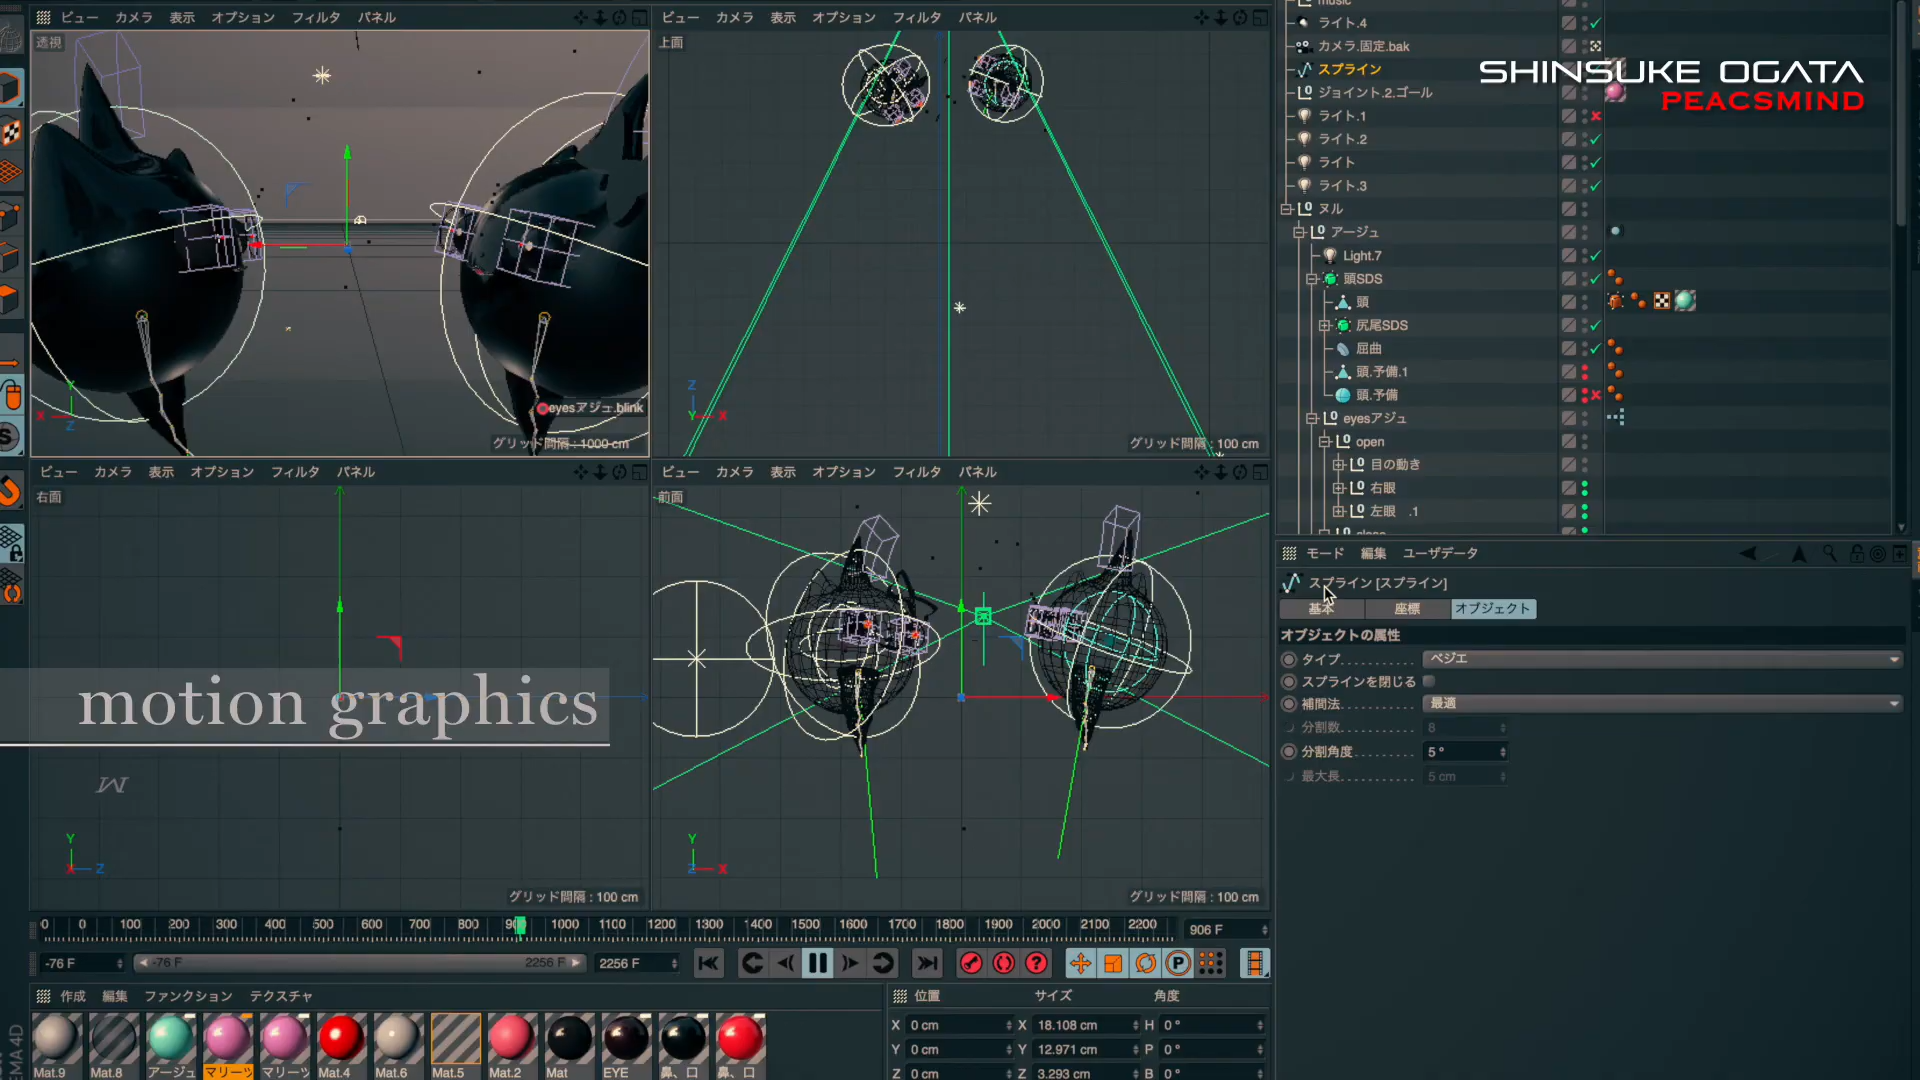 ビュー カメラ 表示 オプション フィルタ パネル
透視
eyesアジュ.blink
グリッド間隔 : 1000 cm
ビュー カメラ 表示 オプション フィルタ パネル
上面
グリッド間隔 : 100 cm
ビュー カメラ 表示 オプション フィルタ パネル
右面
グリッド間隔 : 100 cm
ビュー カメラ 表示 オプション フィルタ パネル
前面
グリッド間隔 : 100 cm
motion graphics
SHINSUKE OGATA
PEACSMIND
music
ライト.4
カメラ.固定.bak
スプライン
ジョイント.2.ゴール
ライト.1
ライト.2
ライト
ライト.3
ヌル
アージュ
Light.7
頭SDS
頭
尻尾SDS
屈曲
頭.予備.1
頭.予備
eyesアジュ
open
目の動き
右眼
左眼 .1
モード 編集 ユーザデータ
スプライン [スプライン]
基本 座標 オブジェクト
オブジェクトの属性
タイプ ベジエ
スプラインを閉じる
補間法 最適
分割数 8
分割角度 5 °
最大長 5 cm
0 0 100 200 300 400 500 600 700 800 900 1000 1100 1200 1300 1400 1500 1600 1700 1800 1900 2000 2100 2200 906 F
-76 F -76 F 2256 F 2256 F
作成 編集 ファンクション テクスチャ
Mat.9 Mat.8 アージュ マリーツ マリーツ Mat.4 Mat.6 Mat.5 Mat.2 Mat EYE 鼻、口 鼻、口
位置 サイズ 角度
X 0 cm X 18.108 cm H 0 °
Y 0 cm Y 12.971 cm P 0 °
Z 0 cm Z 3.293 cm B 0 °